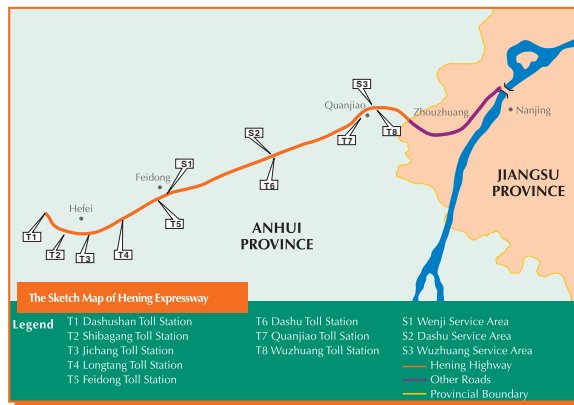 S3
Quanjiao
Zhouzhuang
Nanjing
T7
T8
S2
T6
JIANGSU
PROVINCE
S1
Feidong
T5
Hefei
T1
T2
T3
T4
ANHUI
PROVINCE
The Sketch Map of Hening Expressway
Legend
T1 Dashushan Toll Station
T2 Shibagang Toll Station
T3 Jichang Toll Station
T4 Longtang Toll Station
T5 Feidong Toll Station
T6 Dashu Toll Station
T7 Quanjiao Toll Station
T8 Wuzhuang Toll Station
S1 Wenji Service Area
S2 Dashu Service Area
S3 Wuzhuang Service Area
Hening Highway
Other Roads
Provincial Boundary